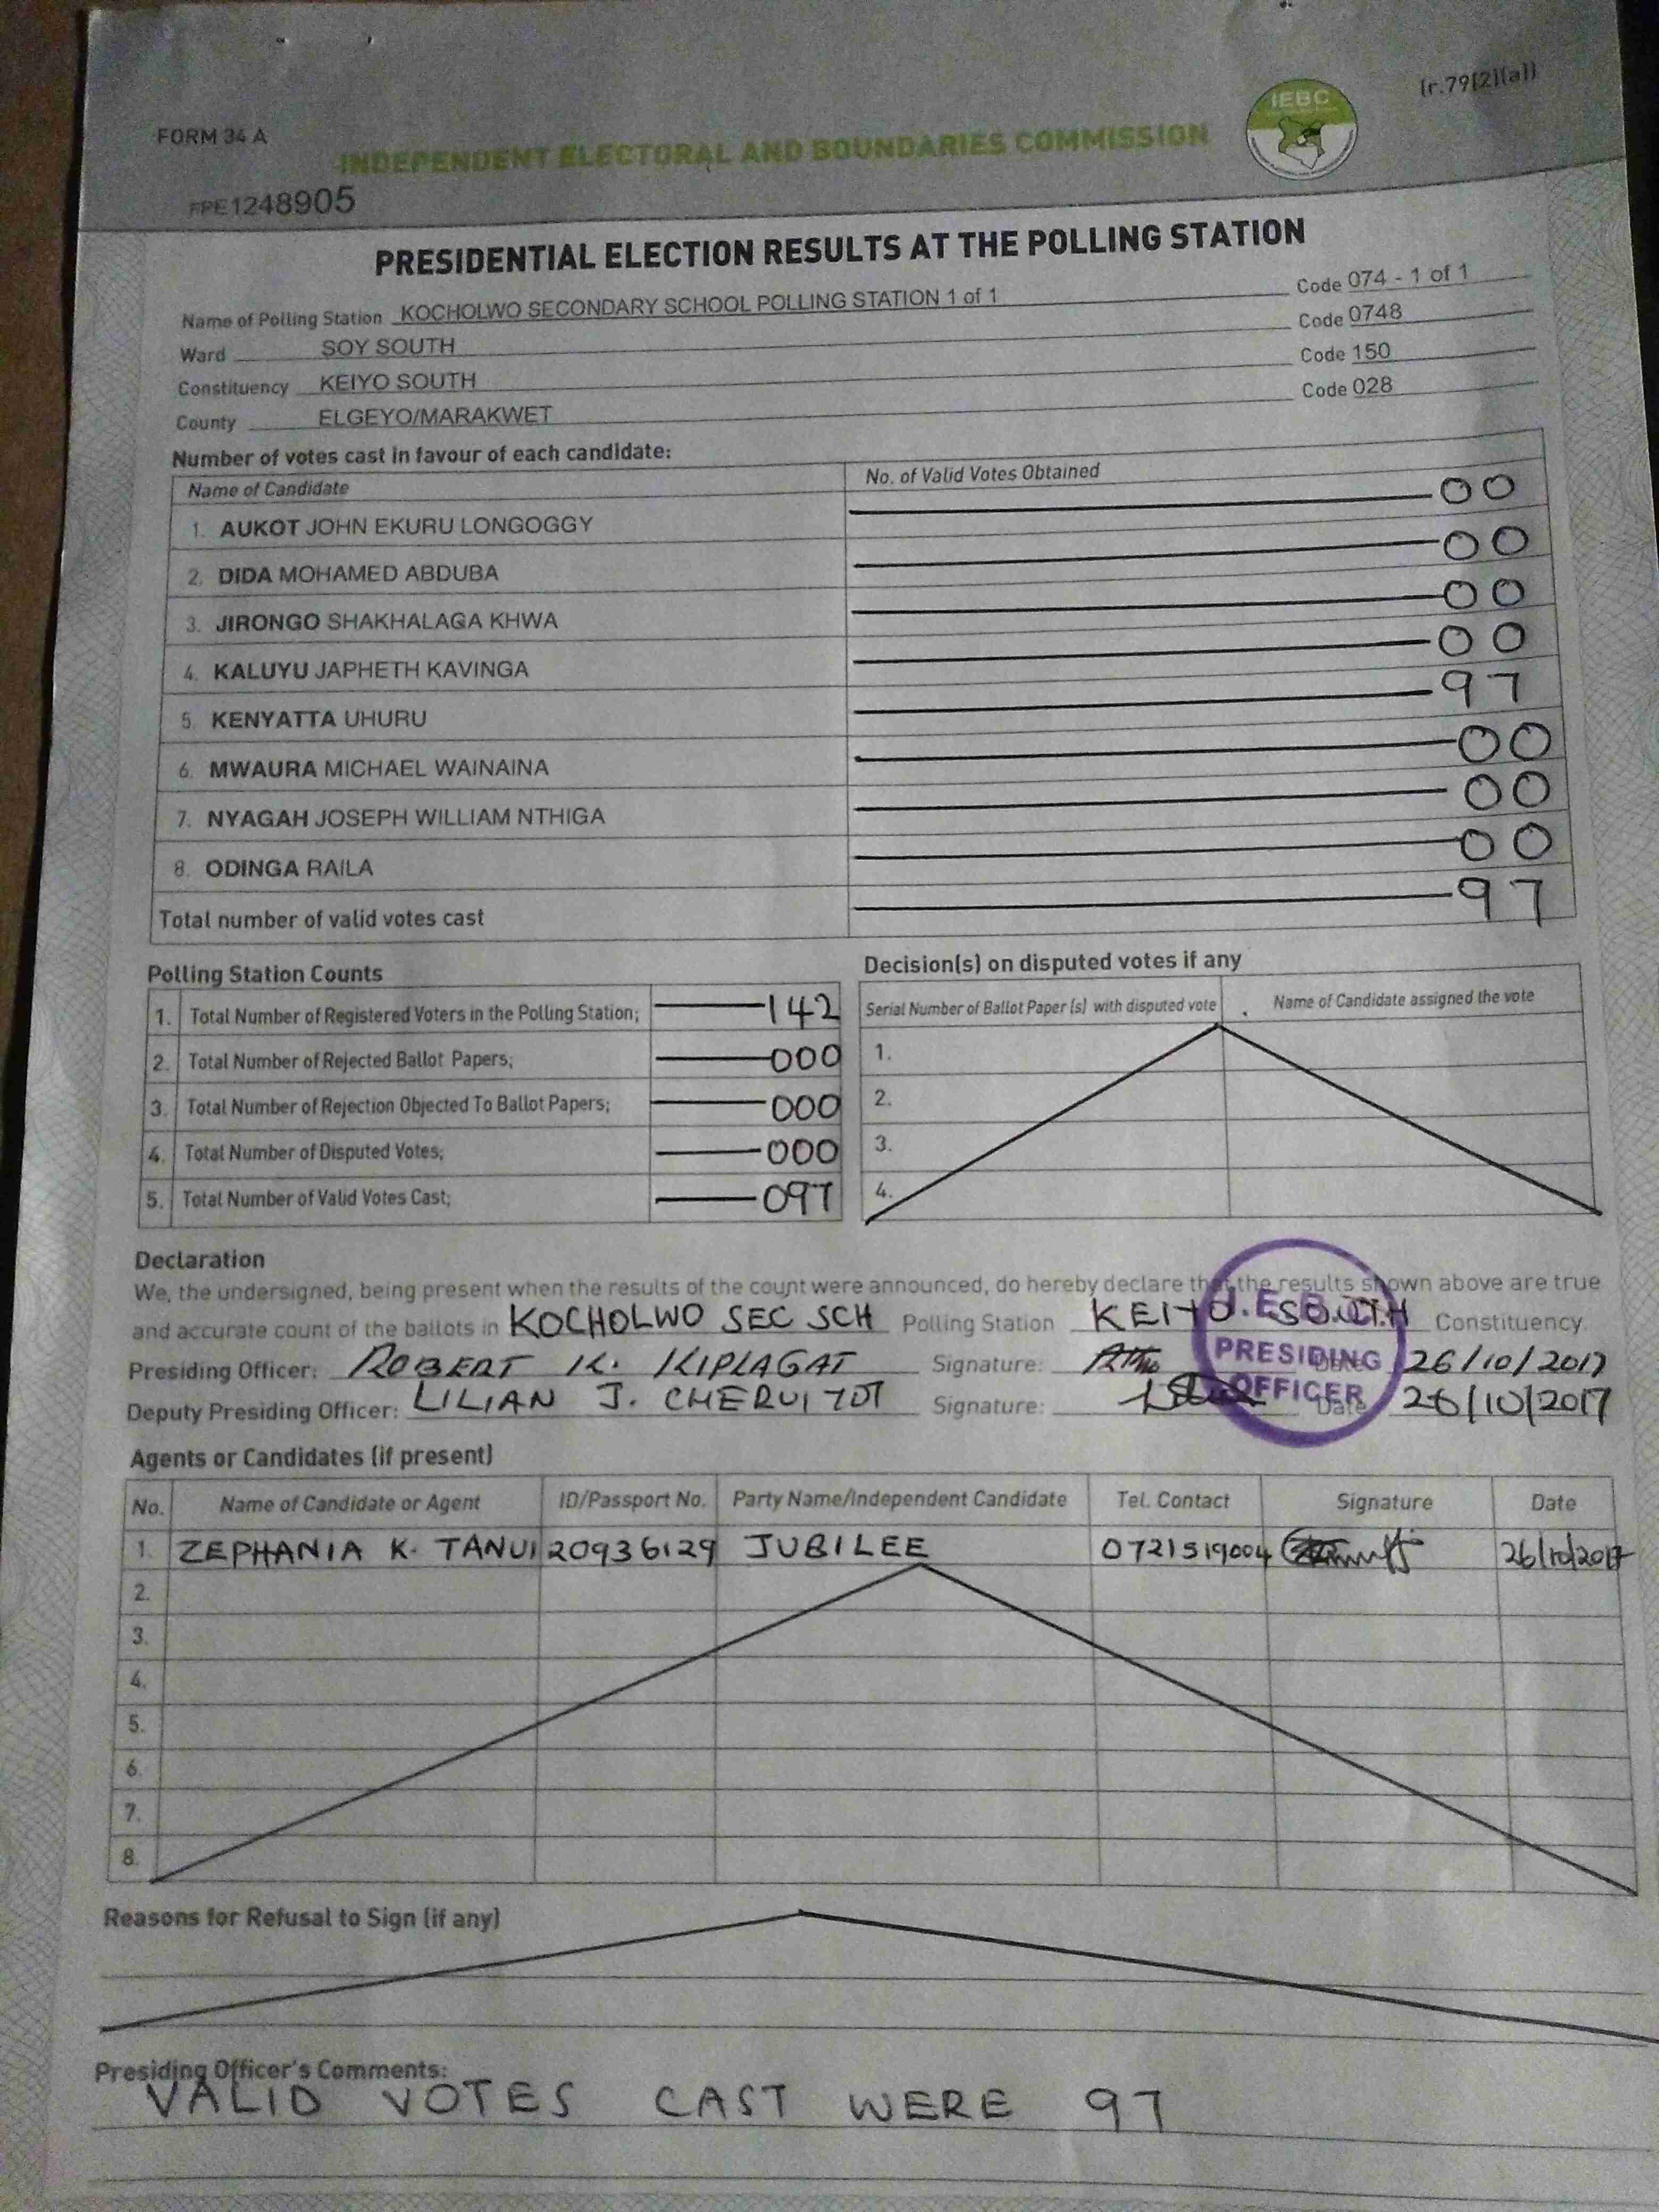 (r.79(2)(a))
FORM 34 A
INDEPENDENT ELECTORAL AND BOUNDARIES COMMISSION
IEBC
FPE1248905
PRESIDENTIAL ELECTION RESULTS AT THE POLLING STATION
Name of Polling Station KOCHOLWO SECONDARY SCHOOL POLLING STATION 1 of 1 Code 074 - 1 of 1
Ward SOY SOUTH Code 0748
Constituency KEIYO SOUTH Code 150
County ELGEYO/MARAKWET Code 028
Number of votes cast in favour of each candidate:
Name of Candidate No. of Valid Votes Obtained
1. AUKOT JOHN EKURU LONGOGGY 00
2. DIDA MOHAMED ABDUBA 00
3. JIRONGO SHAKHALAGA KHWA 00
4. KALUYU JAPHETH KAVINGA 00
5. KENYATTA UHURU 97
6. MWAURA MICHAEL WAINAINA 00
7. NYAGAH JOSEPH WILLIAM NTHIGA 00
8. ODINGA RAILA 00
Total number of valid votes cast 97
Polling Station Counts
1. Total Number of Registered Voters in the Polling Station; 142
2. Total Number of Rejected Ballot Papers; 000
3. Total Number of Rejection Objected To Ballot Papers; 000
4. Total Number of Disputed Votes; 000
5. Total Number of Valid Votes Cast; 097
Decision(s) on disputed votes if any
Serial Number of Ballot Paper (s) with disputed vote Name of Candidate assigned the vote
1.
2.
3.
4.
Declaration
We, the undersigned, being present when the results of the count were announced, do hereby declare that the results shown above are true
and accurate count of the ballots in KOCHOLWO SEC SCH Polling Station KEIYO SOUTH Constituency.
Presiding Officer: ROBERT K. KIPLAGAT Signature: Date 26/10/2017
Deputy Presiding Officer: LILIAN J. CHERUIYOT Signature: Date 26/10/2017
I.E.B.C.
PRESIDING
OFFICER
Agents or Candidates (if present)
No. Name of Candidate or Agent ID/Passport No. Party Name/Independent Candidate Tel. Contact Signature Date
1. ZEPHANIA K. TANUI 20936129 JUBILEE 0721519004 26/10/2017
2.
3.
4.
5.
6.
7.
8.
Reasons for Refusal to Sign (if any)
Presiding Officer's Comments:
VALID VOTES CAST WERE 97